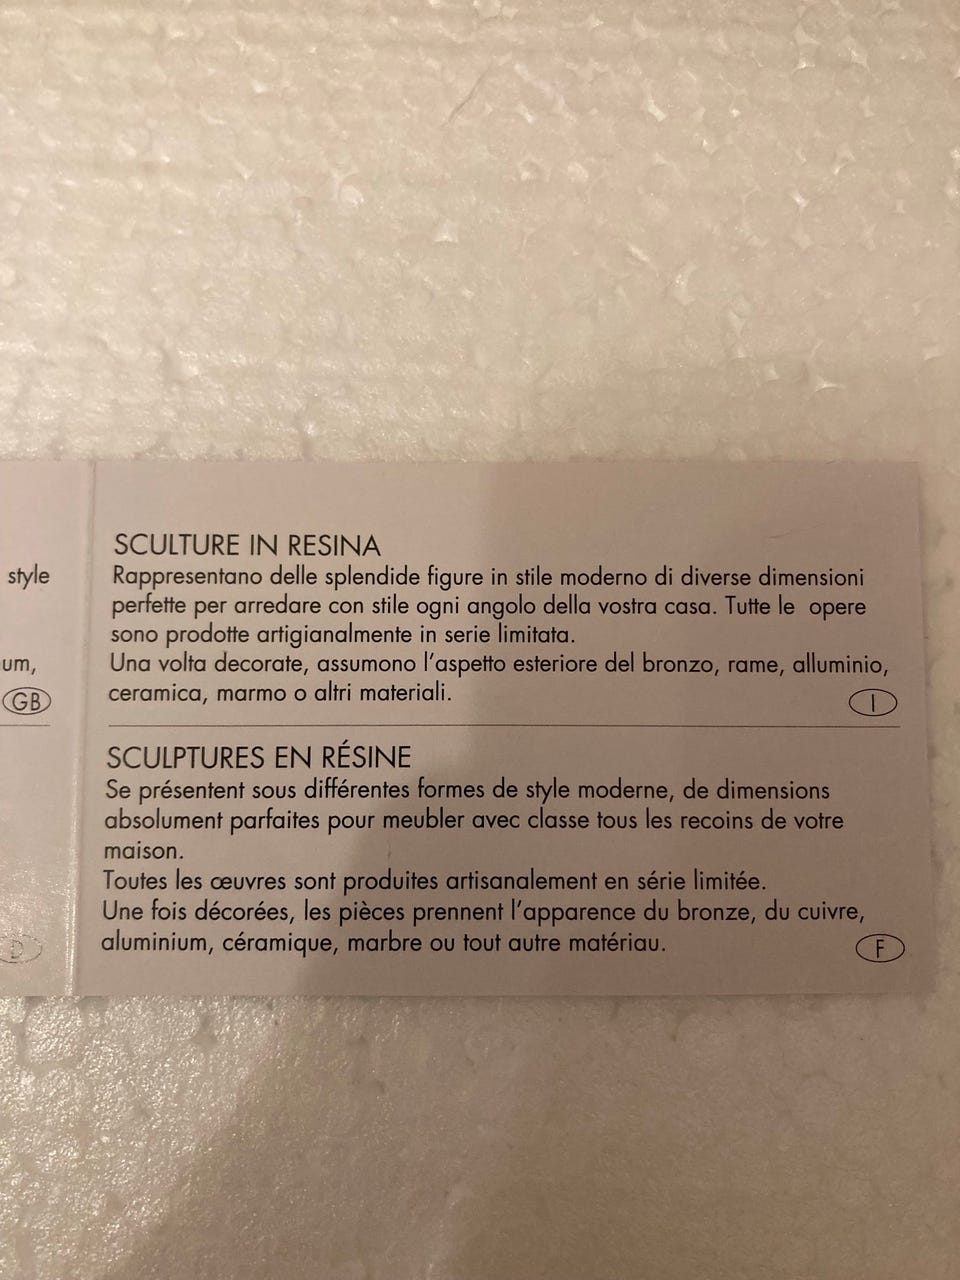 style
um,
GB
D
SCULTURE IN RESINA
Rappresentano delle splendide figure in stile moderno di diverse dimensioni
perfette per arredare con stile ogni angolo della vostra casa. Tutte le opere
sono prodotte artigianalmente in serie limitata.
Una volta decorate, assumono l'aspetto esteriore del bronzo, rame, alluminio,
ceramica, marmo o altri materiali.
I
SCULPTURES EN RÉSINE
Se présentent sous différentes formes de style moderne, de dimensions
absolument parfaites pour meubler avec classe tous les recoins de votre
maison.
Toutes les œuvres sont produites artisanalement en série limitée.
Une fois décorées, les pièces prennent l'apparence du bronze, du cuivre,
aluminium, céramique, marbre ou tout autre matériau.
F